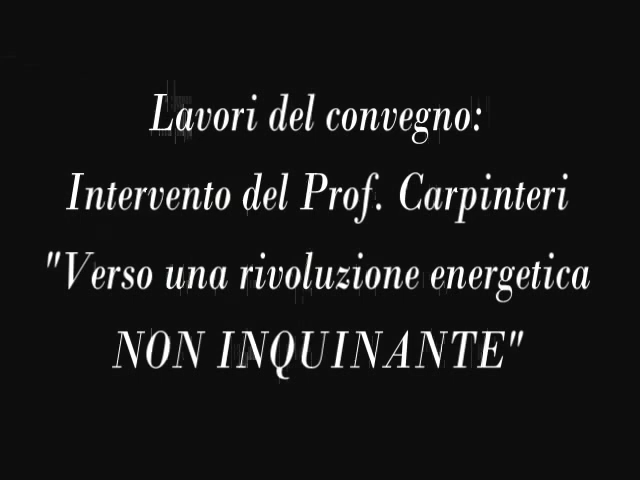 Lavori del convegno:
Intervento del Prof. Carpinteri
"Verso una rivoluzione energetica
NON INQUINANTE"